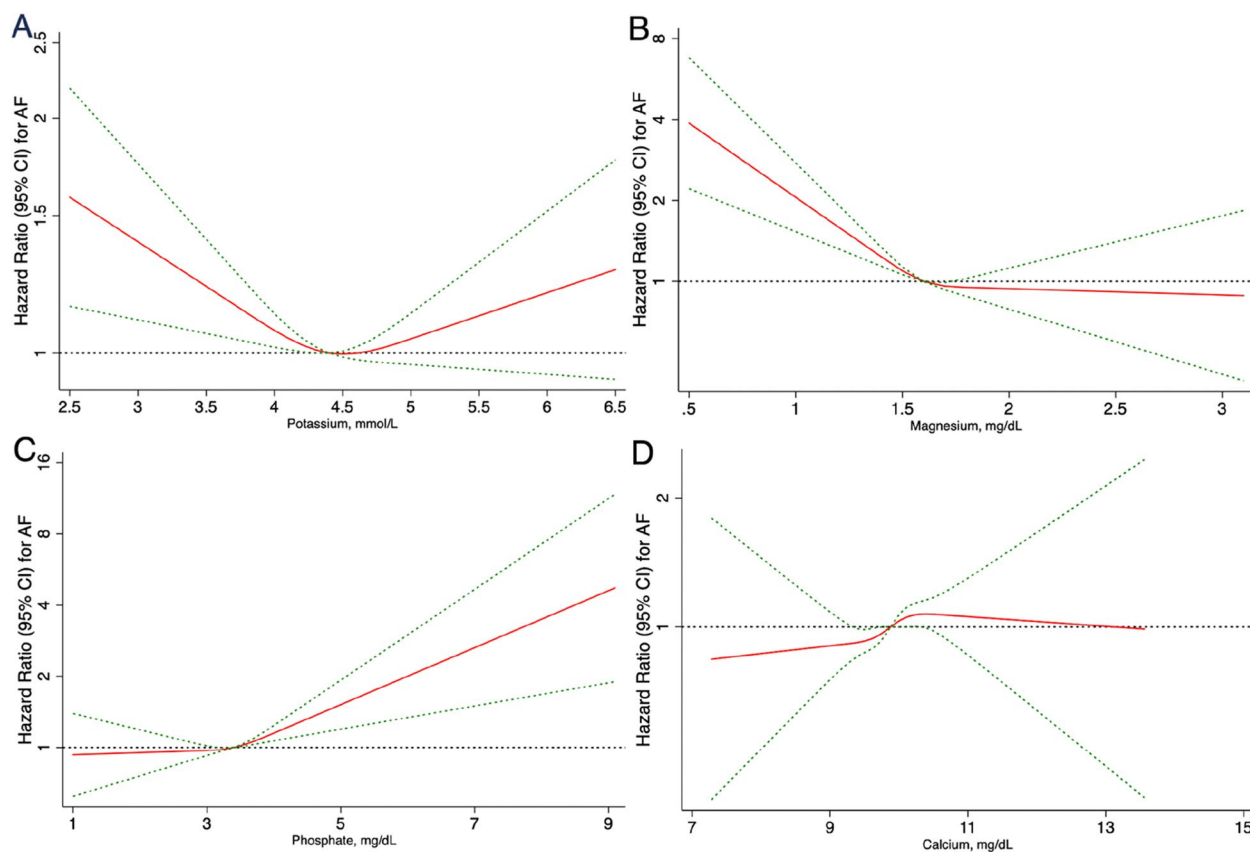 A
Hazard Ratio (95% CI) for AF
2.5
2
1.5
1
2.5 3 3.5 4 4.5 5 5.5 6 6.5
Potassium, mmol/L
B
Hazard Ratio (95% CI) for AF
8
4
2
1
.5 1 1.5 2 2.5 3
Magnesium, mg/dL
C
Hazard Ratio (95% CI) for AF
16
8
4
2
1
1 3 5 7 9
Phosphate, mg/dL
D
Hazard Ratio (95% CI) for AF
2
1
7 9 11 13 15
Calcium, mg/dL